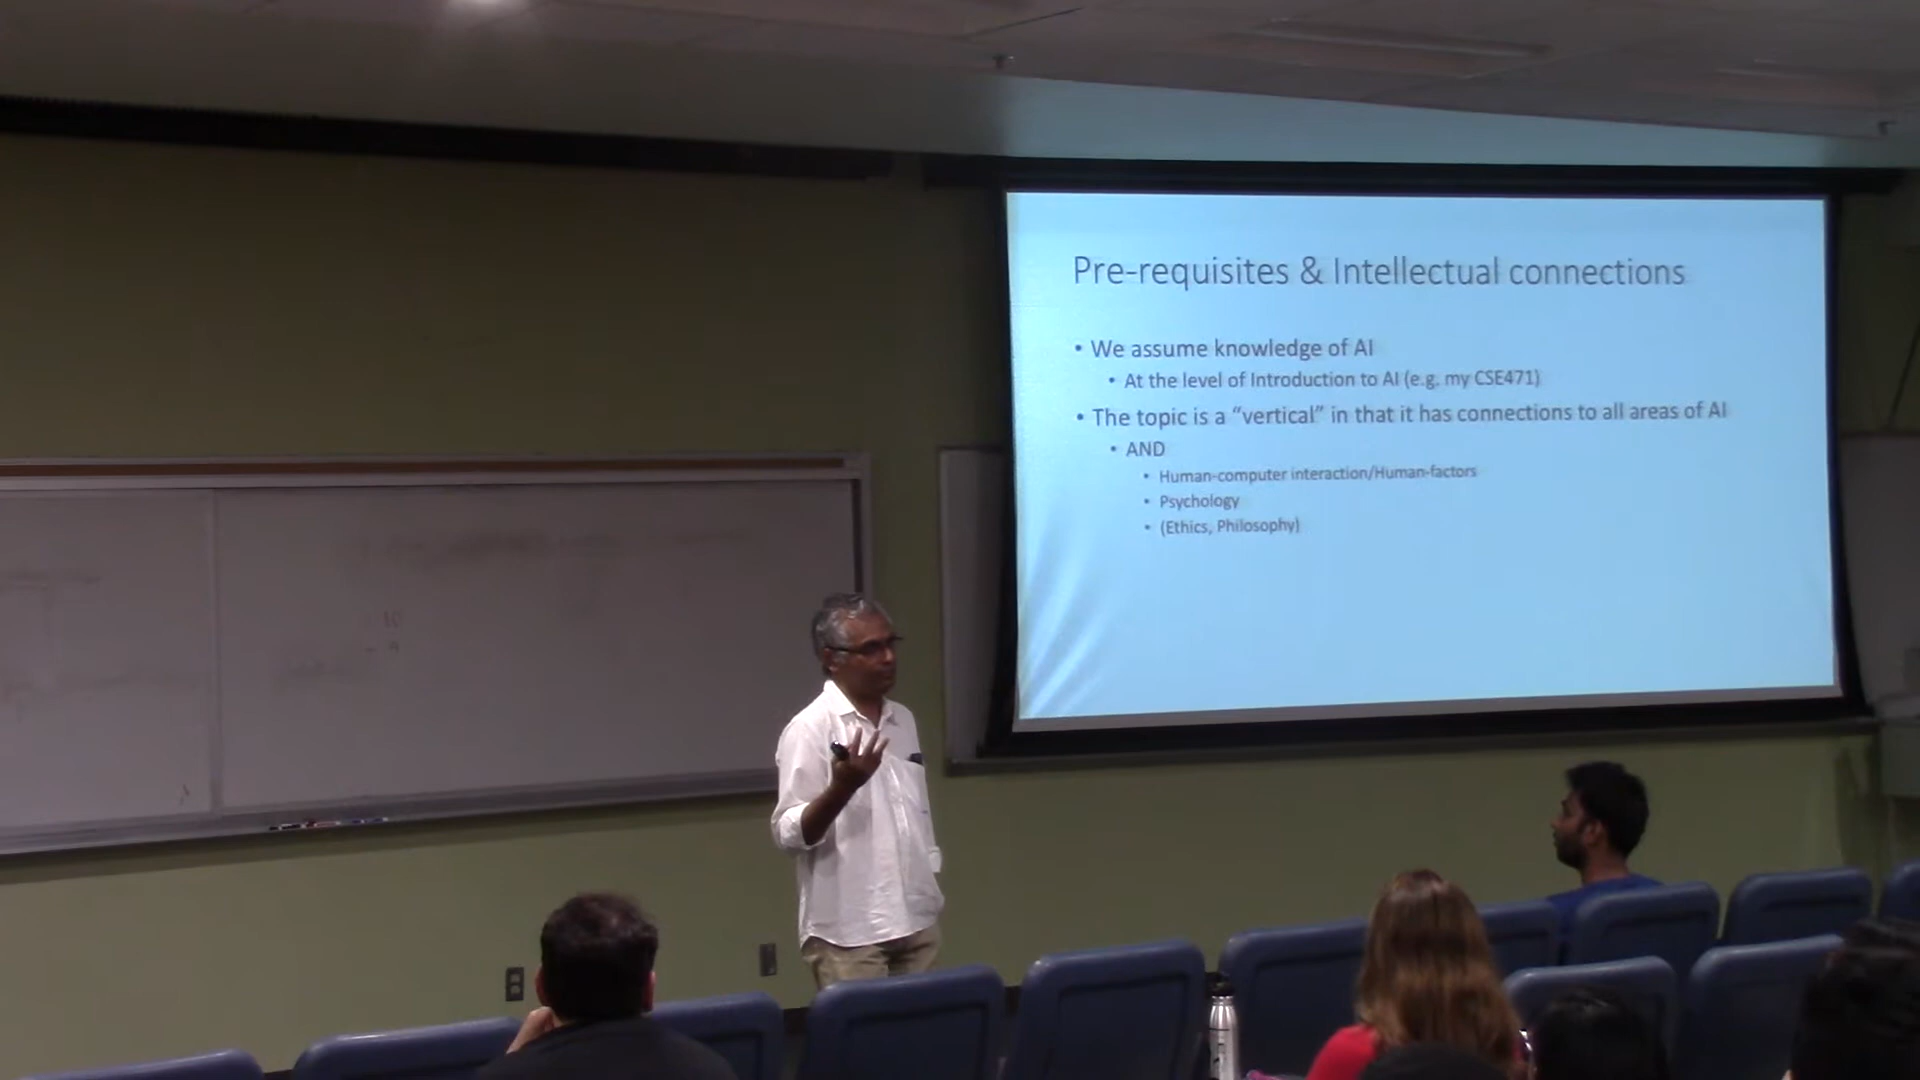 Pre-requisites & Intellectual connections
• We assume knowledge of AI
• At the level of Introduction to AI (e.g. my CSE471)
• The topic is a “vertical” in that it has connections to all areas of AI
• AND
• Human-computer interaction/Human-factors
• Psychology
• (Ethics, Philosophy)